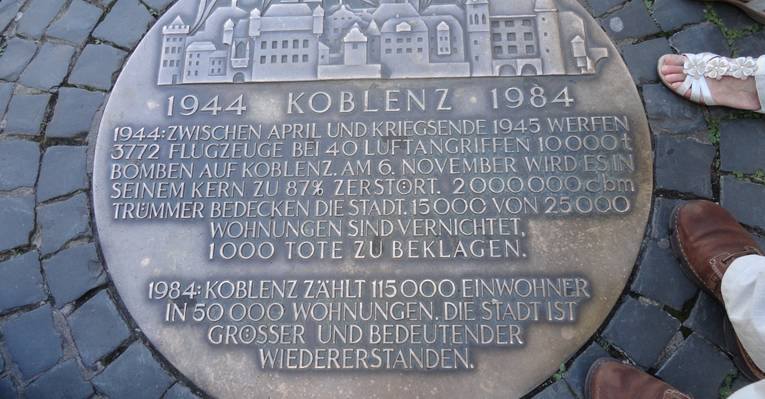 1944 KOBLENZ 1984
1944: ZWISCHEN APRIL UND KRIEGSENDE 1945 WERFEN
3772 FLUGZEUGE BEI 40 LUFTANGRIFFEN 10000 t
BOMBEN AUF KOBLENZ. AM 6. NOVEMBER WIRD ES IN
SEINEM KERN ZU 87% ZERSTÖRT. 2000000 cbm
TRÜMMER BEDECKEN DIE STADT. 15000 VON 25000
WOHNUNGEN SIND VERNICHTET,
1000 TOTE ZU BEKLAGEN.
1984: KOBLENZ ZÄHLT 115000 EINWOHNER
IN 50000 WOHNUNGEN. DIE STADT IST
GRÖSSER UND BEDEUTENDER
WIEDERERSTANDEN.